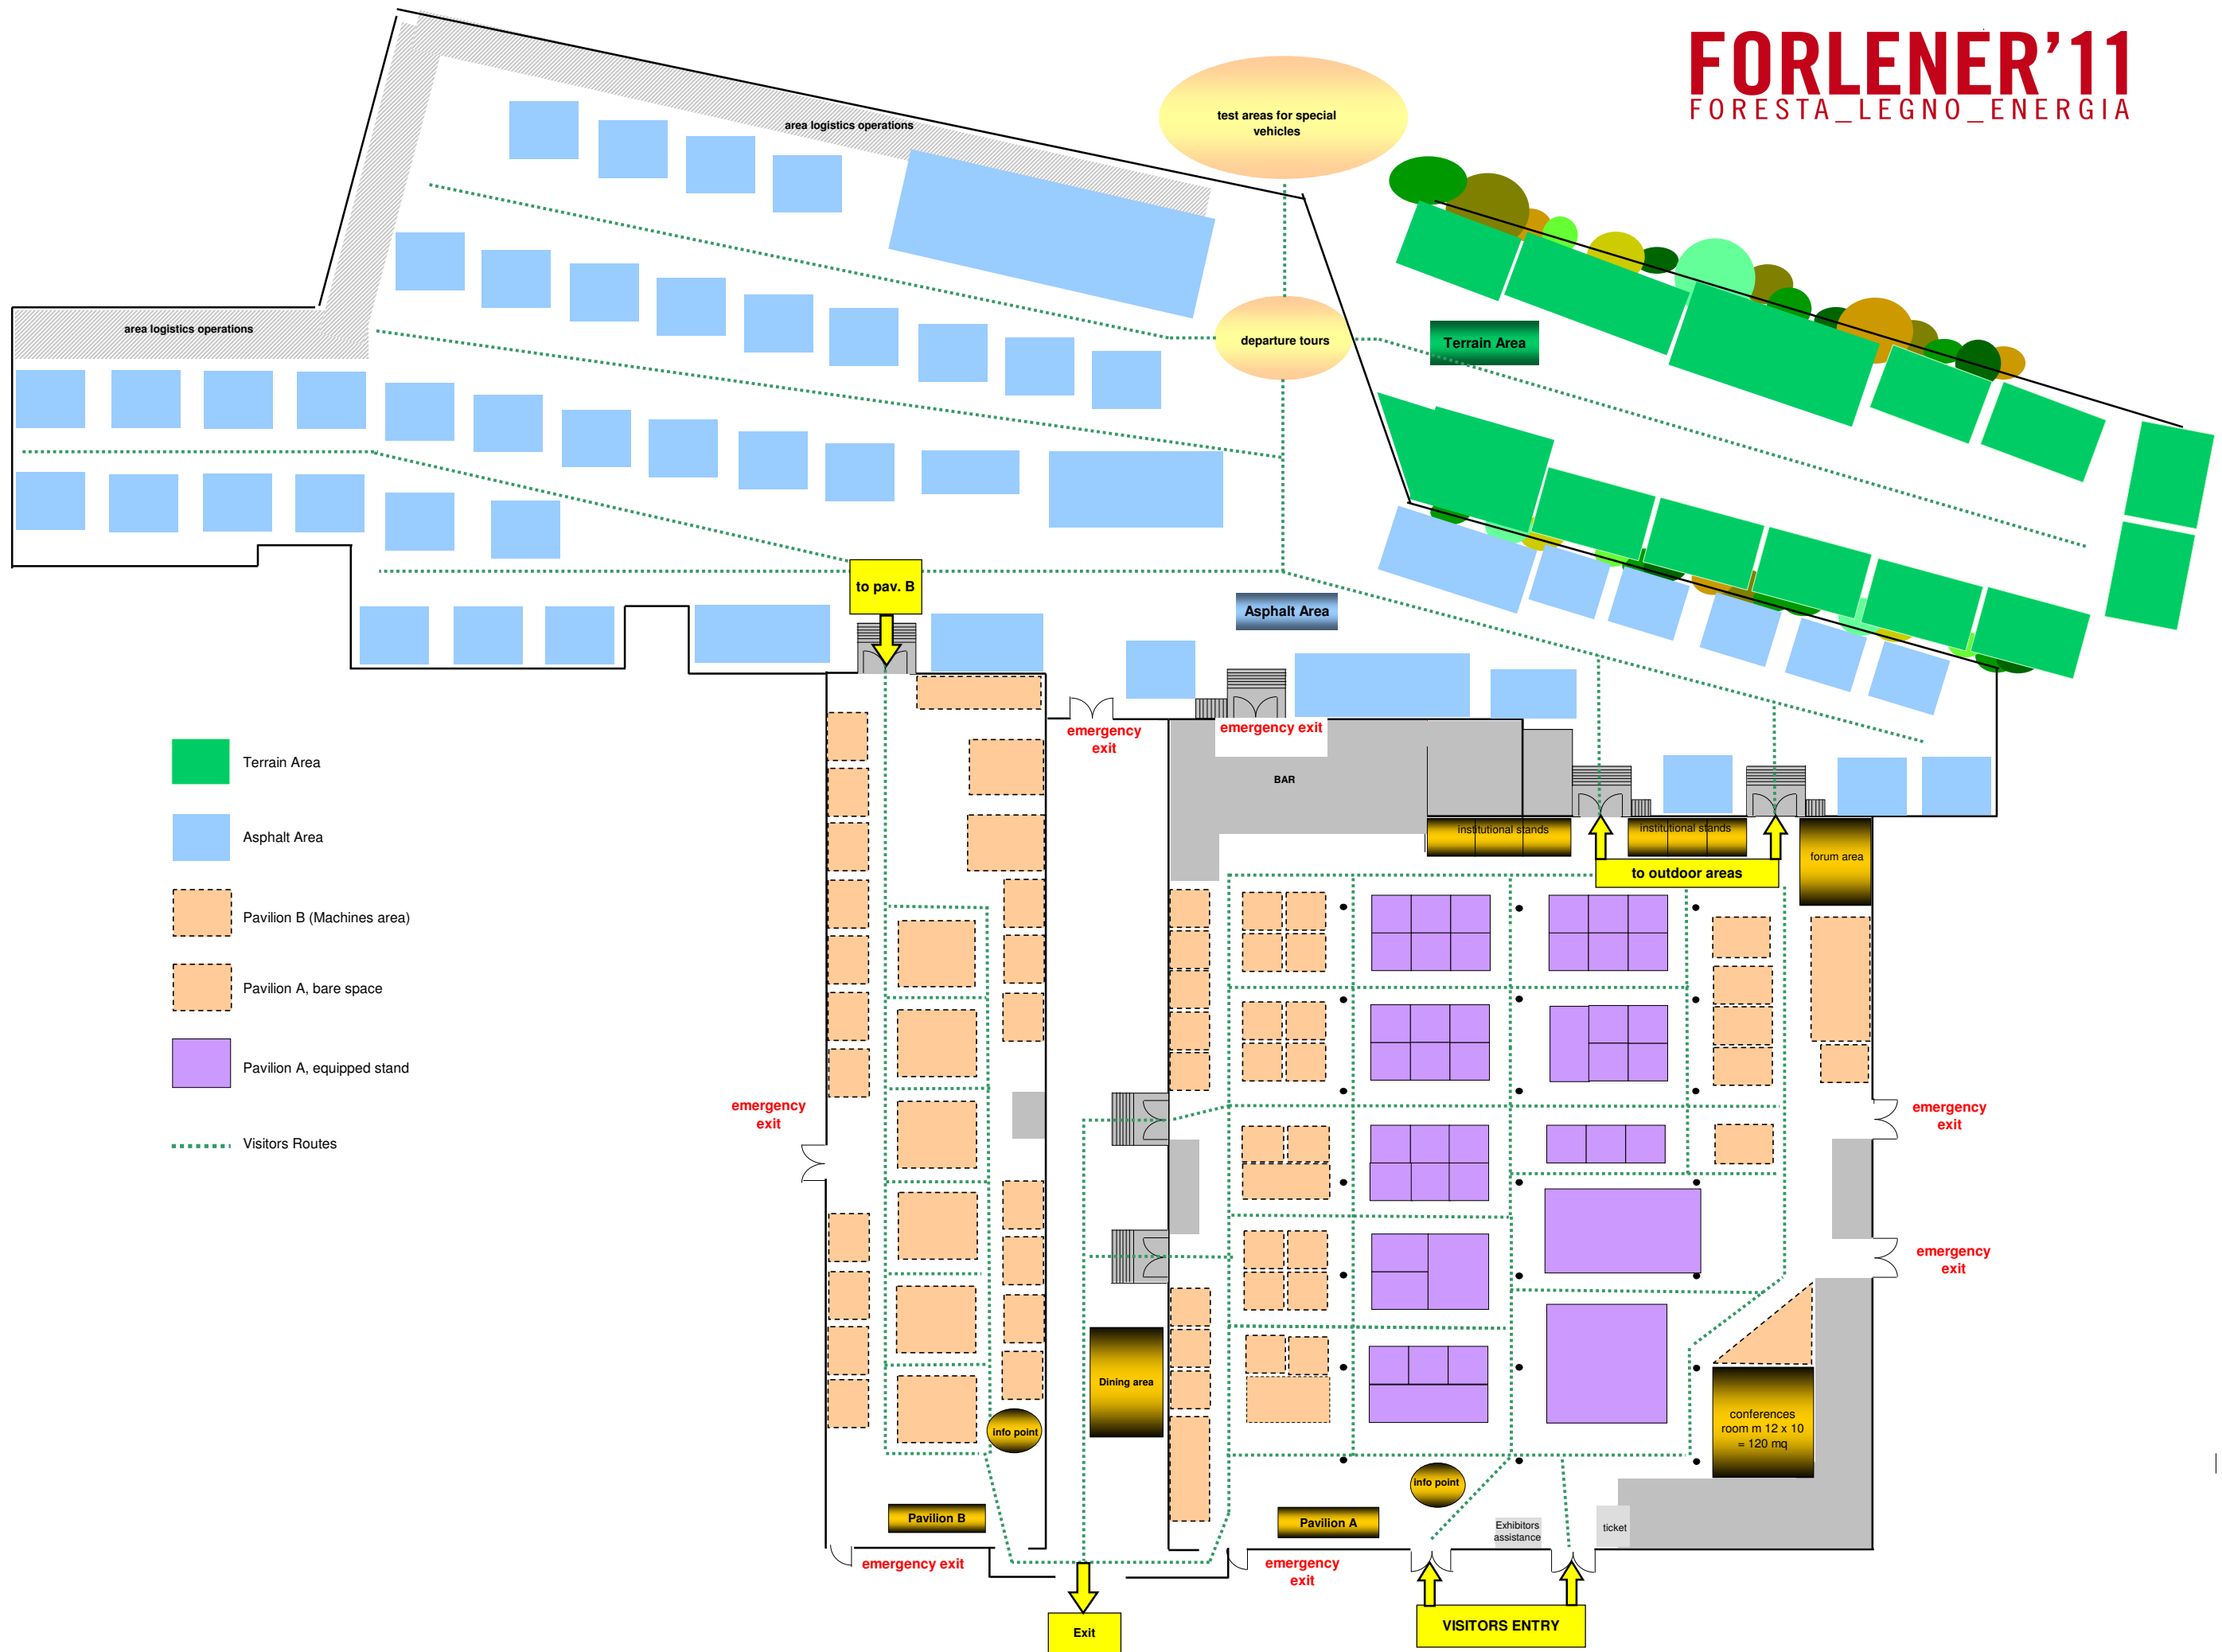 FORLENER'11
FORESTA_LEGNO_ENERGIA
test areas for special
vehicles
area logistics operations
area logistics operations
departure tours
Terrain Area
to pav. B
Asphalt Area
emergency
exit
emergency exit
BAR
institutional stands
institutional stands
forum area
to outdoor areas
Terrain Area
Asphalt Area
Pavilion B (Machines area)
Pavilion A, bare space
Pavilion A, equipped stand
Visitors Routes
emergency
exit
emergency
exit
emergency
exit
Dining area
info point
conferences
room m 12 x 10
= 120 mq
info point
Pavilion B
Pavilion A
Exhibitors
assistance
ticket
emergency exit
emergency
exit
VISITORS ENTRY
Exit